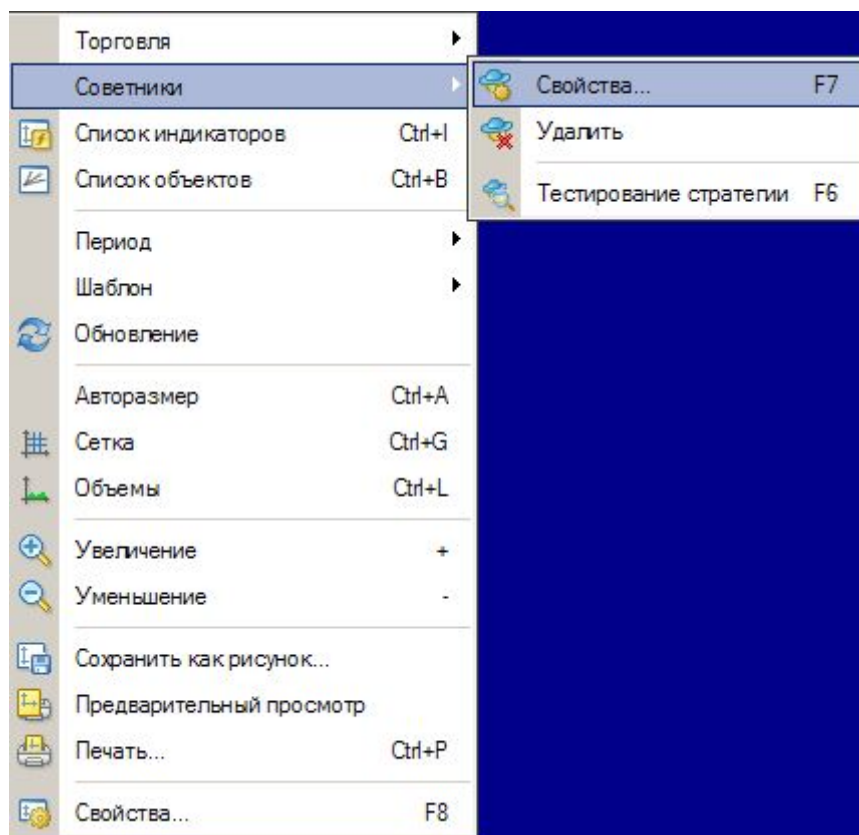 Торговля
Советники
Свойства... F7
Удалить
Тестирование стратегии F6
Список индикаторов Ctrl+I
Список объектов Ctrl+B
Период
Шаблон
Обновление
Авторазмер Ctrl+A
Сетка Ctrl+G
Объемы Ctrl+L
Увеличение +
Уменьшение -
Сохранить как рисунок...
Предварительный просмотр
Печать... Ctrl+P
Свойства... F8